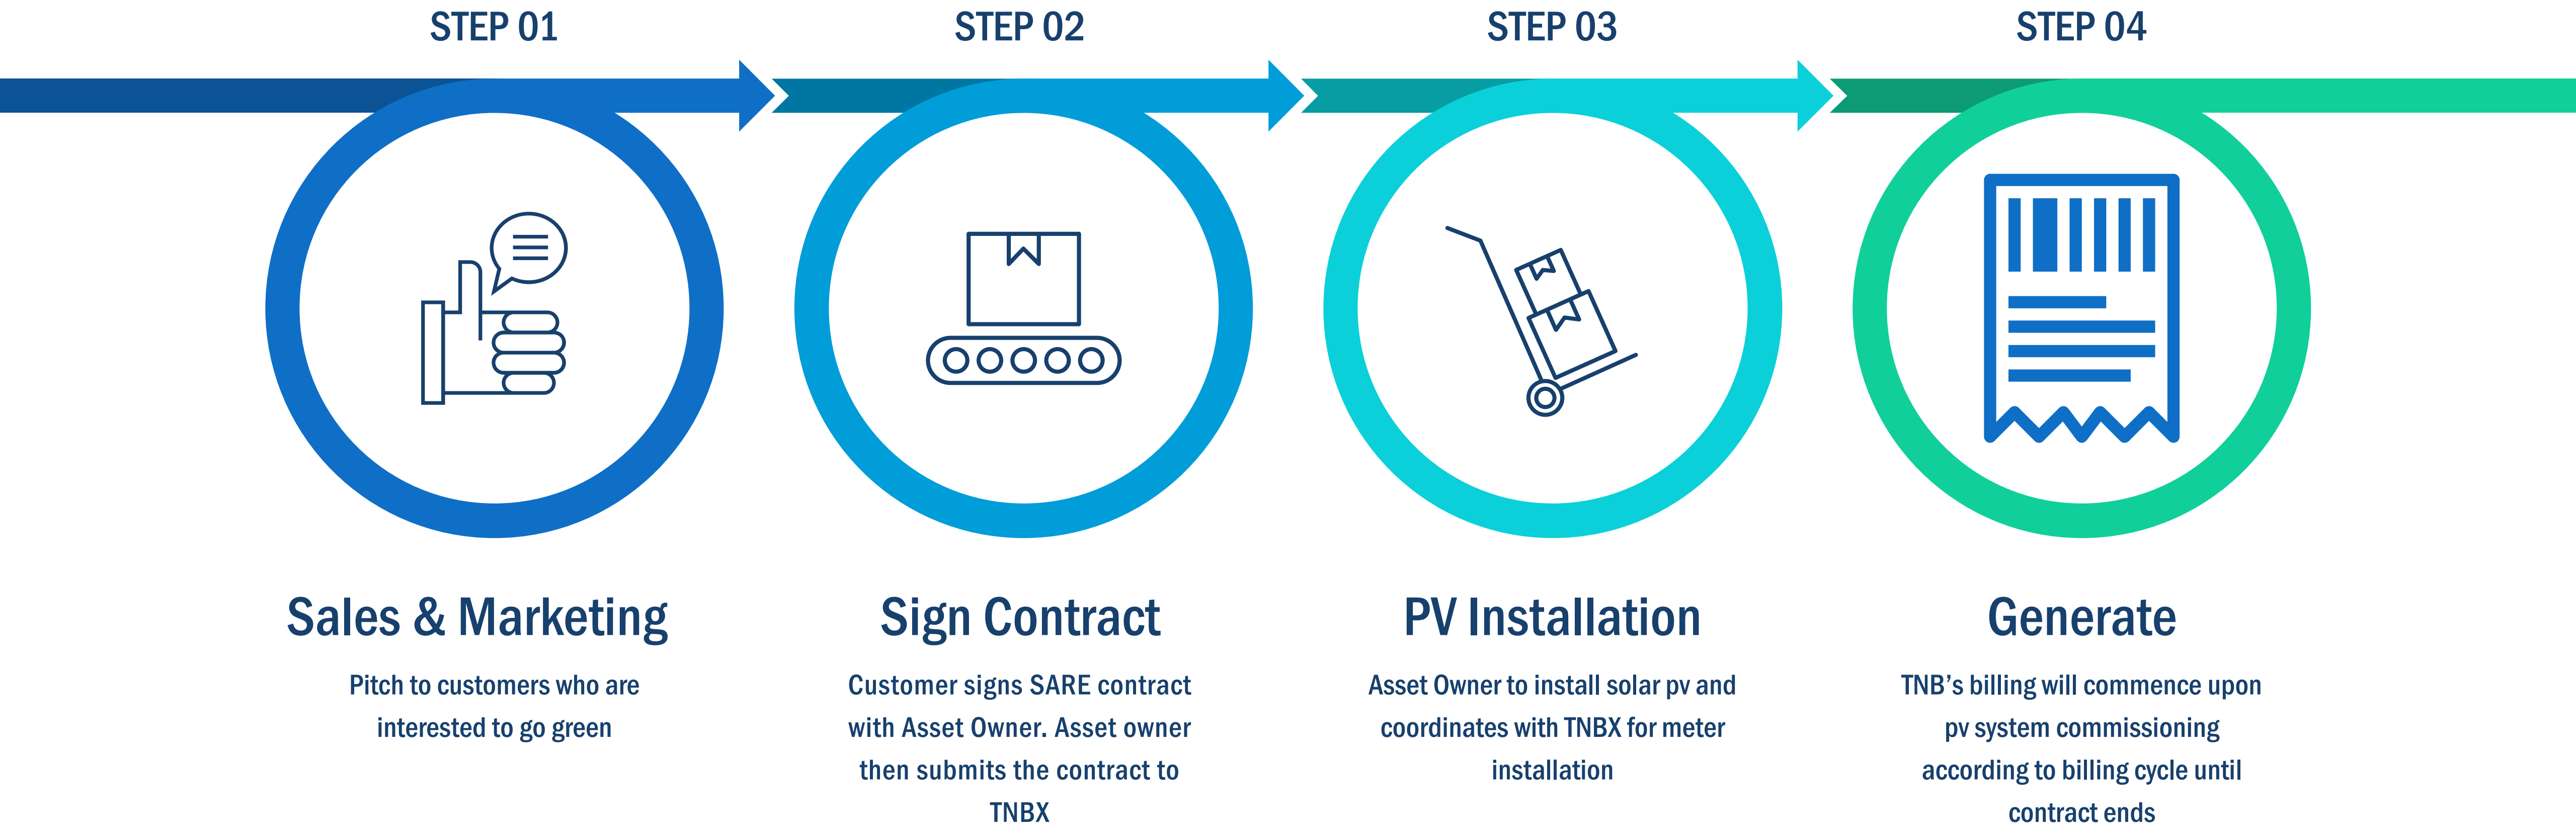 STEP 01
Sales & Marketing
Pitch to customers who are
interested to go green
STEP 02
Sign Contract
Customer signs SARE contract
with Asset Owner. Asset owner
then submits the contract to
TNBX
STEP 03
PV Installation
Asset Owner to install solar pv and
coordinates with TNBX for meter
installation
STEP 04
Generate
TNB’s billing will commence upon
pv system commissioning
according to billing cycle until
contract ends